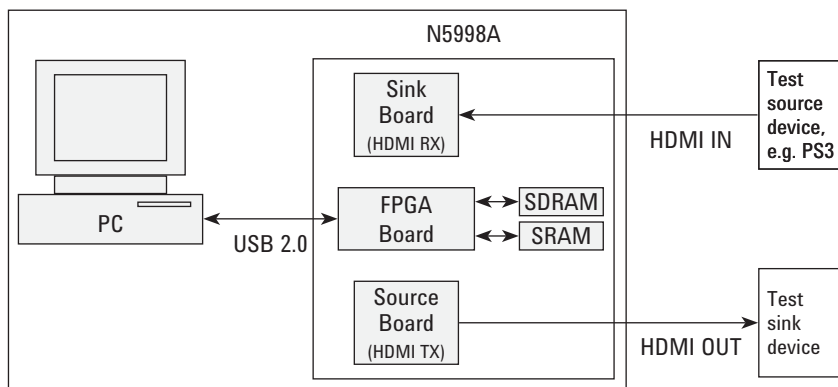 N5998A
Sink
Board
(HDMI RX)
Test
source
device,
e.g. PS3
HDMI IN
PC
USB 2.0
FPGA
Board
SDRAM
SRAM
Source
Board
(HDMI TX)
HDMI OUT
Test
sink
device